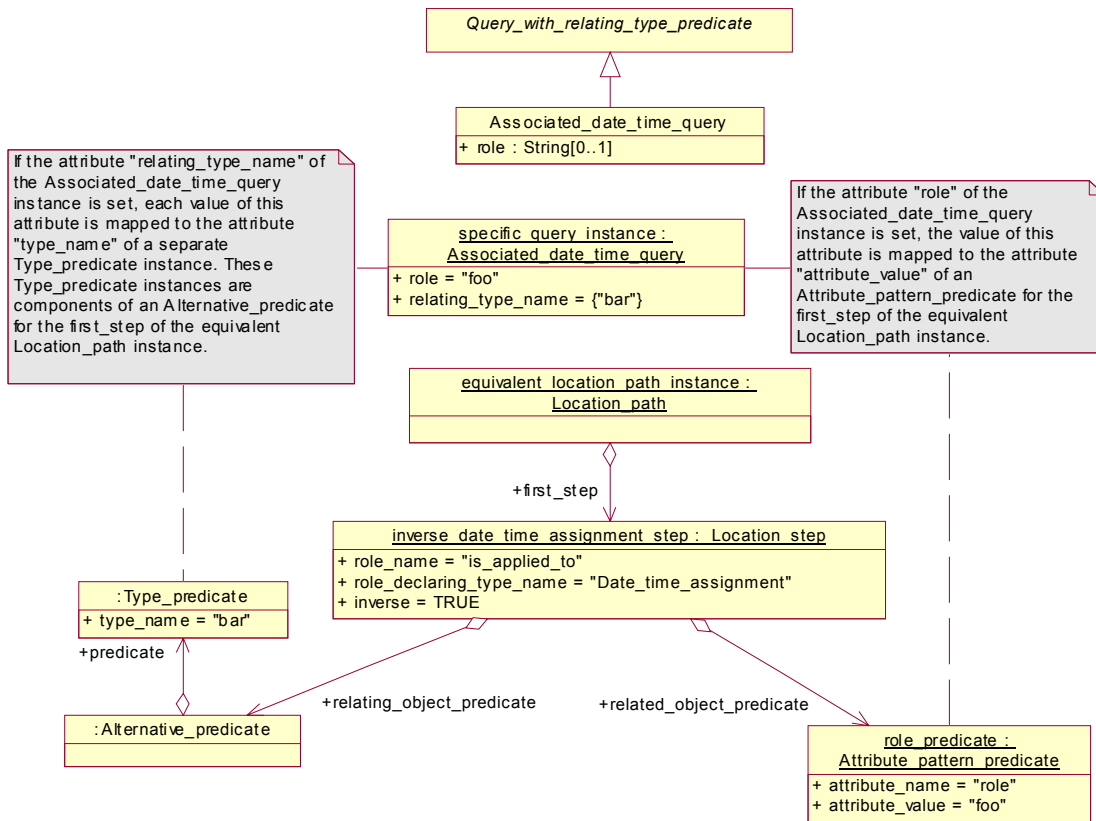 Query_with_relating_type_predicate
Associated_date_time_query
+ role : String[0..1]
If the attribute "relating_type_name" of
the Associated_date_time_query
instance is set, each value of this
attribute is mapped to the attribute
"type_name" of a separate
Type_predicate instance. These
Type_predicate instances are
components of an Alternative_predicate
for the first_step of the equivalent
Location_path instance.
specific_query_instance :
Associated_date_time_query
+ role = "foo"
+ relating_type_name = {"bar"}
If the attribute "role" of the
Associated_date_time_query
instance is set, the value of this
attribute is mapped to the attribute
"attribute_value" of an
Attribute_pattern_predicate for the
first_step of the equivalent
Location_path instance.
equivalent_location_path_instance :
Location_path
+first_step
inverse_date_time_assignment_step : Location_step
+ role_name = "is_applied_to"
+ role_declaring_type_name = "Date_time_assignment"
+ inverse = TRUE
:Type_predicate
+ type_name = "bar"
+predicate
:Alternative_predicate
+relating_object_predicate
+related_object_predicate
role_predicate :
Attribute_pattern_predicate
+ attribute_name = "role"
+ attribute_value = "foo"